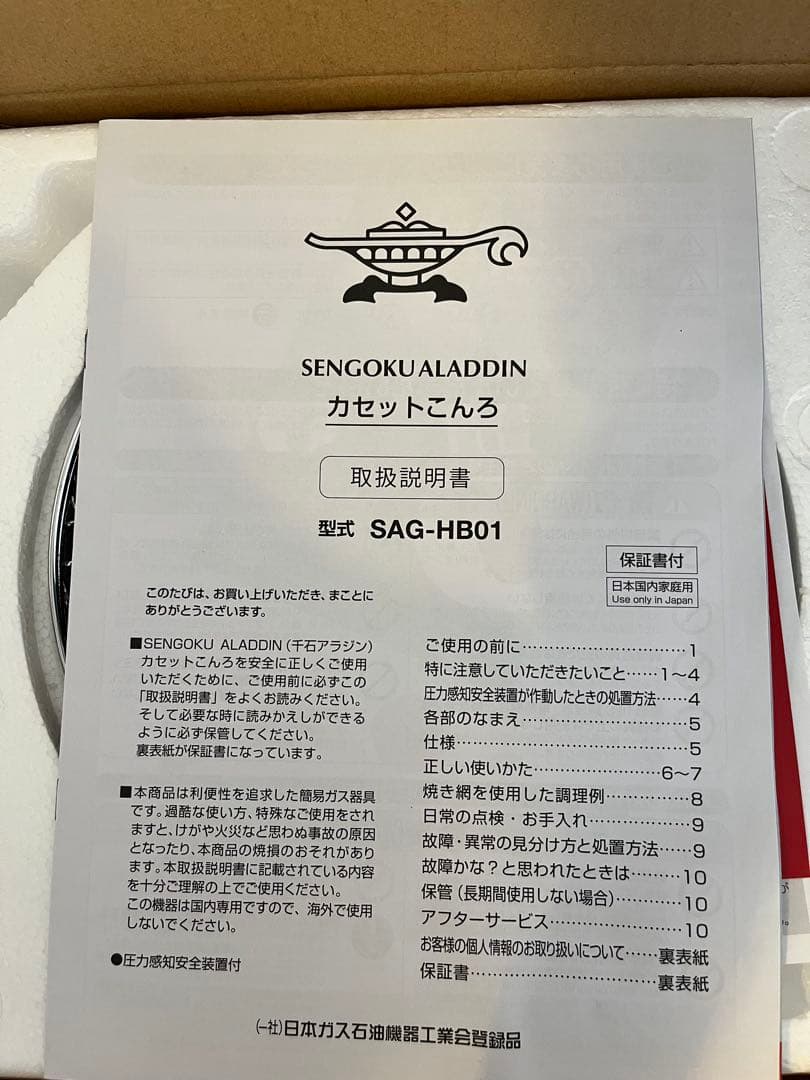 SENGOKU ALADDIN
カセットこんろ
取扱説明書
型式 SAG-HB01
保証書付
日本国内家庭用
Use only in Japan
このたびは、お買い上げいただき、まことに
ありがとうございます。
■SENGOKU ALADDIN（千石アラジン）
カセットこんろを安全に正しくご使用
いただくために、ご使用前に必ずこの
「取扱説明書」をよくお読みください。
そして必要な時に読みかえしができる
ように必ず保管してください。
裏表紙が保証書になっています。
■本商品は利便性を追求した簡易ガス器具
です。過酷な使い方、特殊なご使用をされ
ますと、けがや火災など思わぬ事故の原因
となったり、本商品の焼損のおそれがあり
ます。本取扱説明書に記載されている内容
を十分ご理解の上でご使用ください。
この機器は国内専用ですので、海外で使用
しないでください。
●圧力感知安全装置付
ご使用の前に…………………………1
特に注意していただきたいこと……1〜4
圧力感知安全装置が作動したときの処置方法……4
各部のなまえ…………………………5
仕様……………………………………5
正しい使いかた…………………6〜7
焼き網を使用した調理例……………8
日常の点検・お手入れ………………9
故障・異常の見分け方と処置方法……9
故障かな？と思われたときは………10
保管（長期間使用しない場合）…………10
アフターサービス……………………10
お客様の個人情報のお取り扱いについて……裏表紙
保証書……………………………裏表紙
(一社)日本ガス石油機器工業会登録品